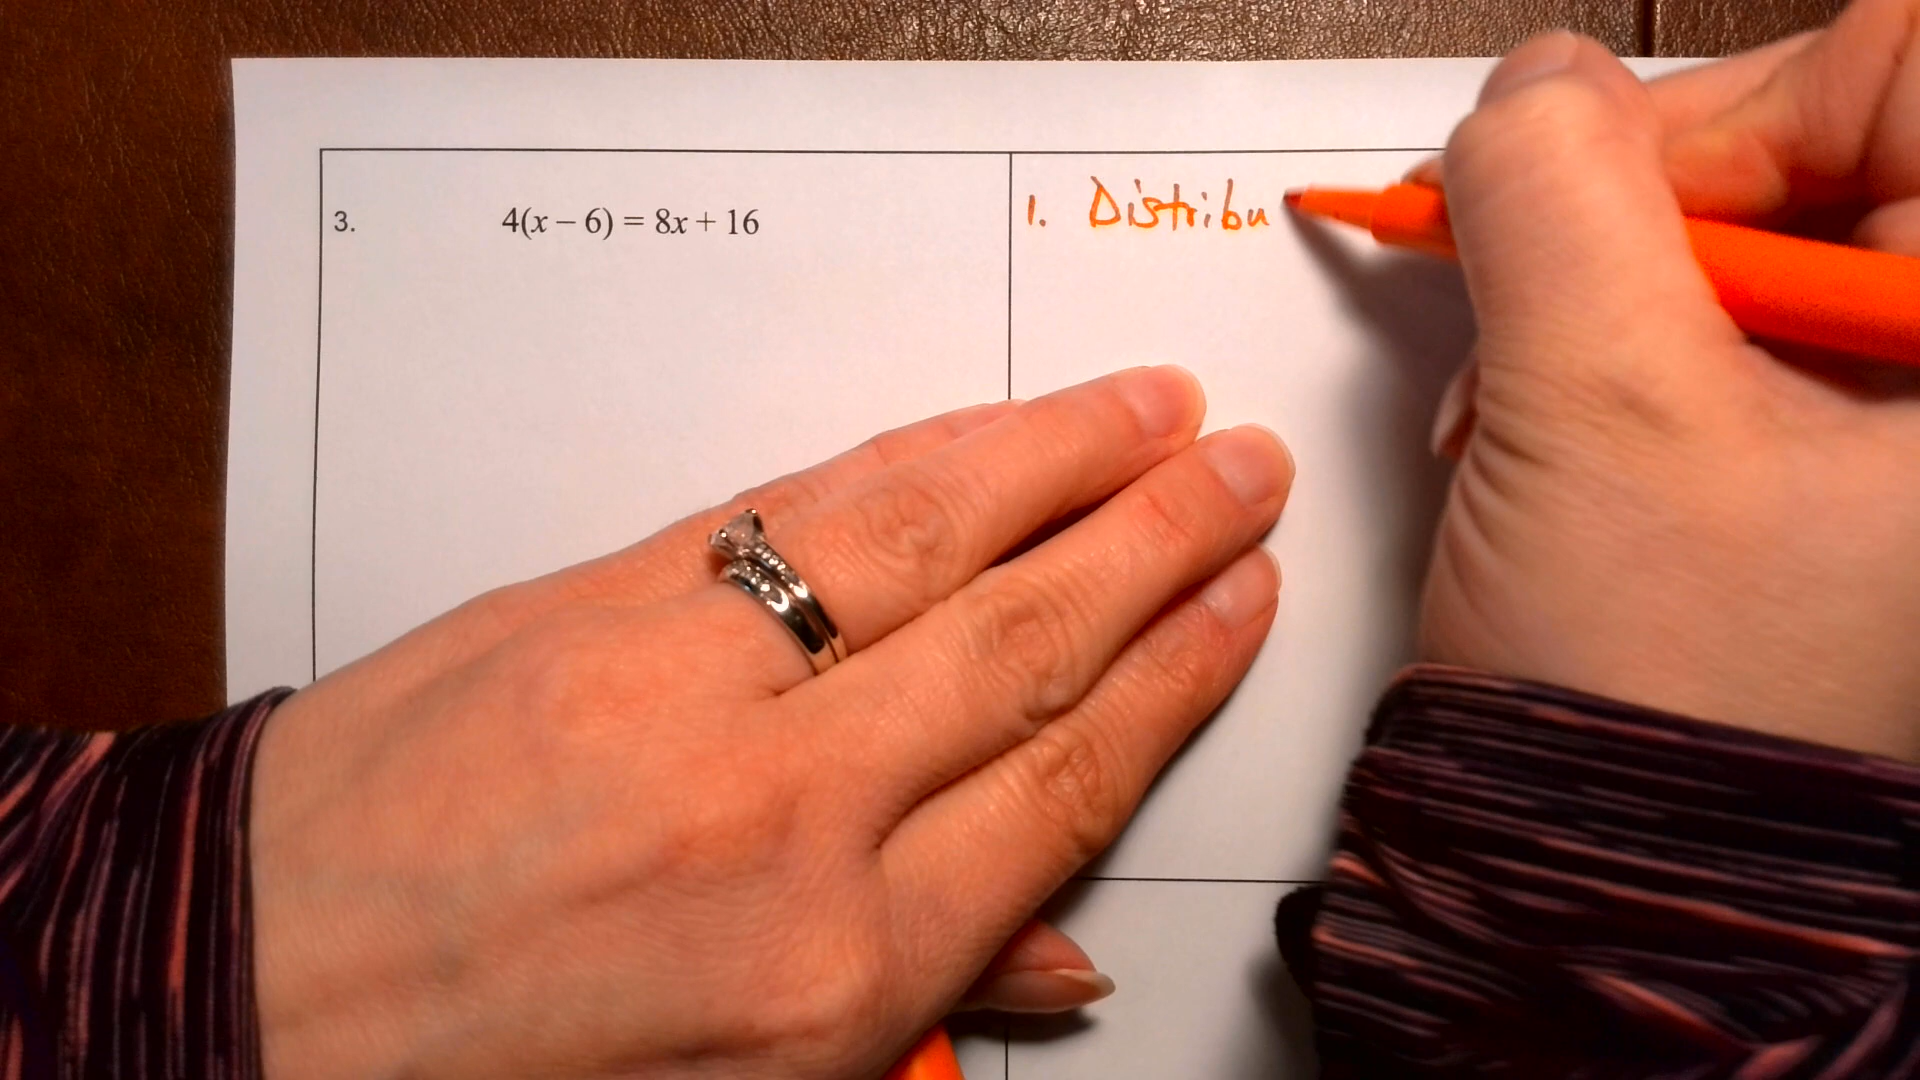 3. 4(x – 6) = 8x + 16
1. Distribu